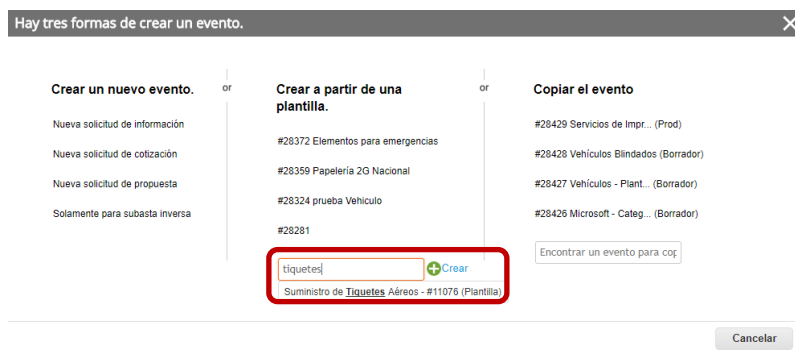 Hay tres formas de crear un evento.
Crear un nuevo evento.
Nueva solicitud de información
Nueva solicitud de cotización
Nueva solicitud de propuesta
Solamente para subasta inversa
or
Crear a partir de una
plantilla.
#28372 Elementos para emergencias
#28359 Papelería 2G Nacional
#28324 prueba Vehiculo
#28281
tiquetes
Crear
Suministro de Tiquetes Aéreos - #11076 (Plantilla)
or
Copiar el evento
#28429 Servicios de Impr... (Prod)
#28428 Vehículos Blindados (Borrador)
#28427 Vehículos - Plant... (Borrador)
#28426 Microsoft - Categ... (Borrador)
Encontrar un evento para cop
Cancelar